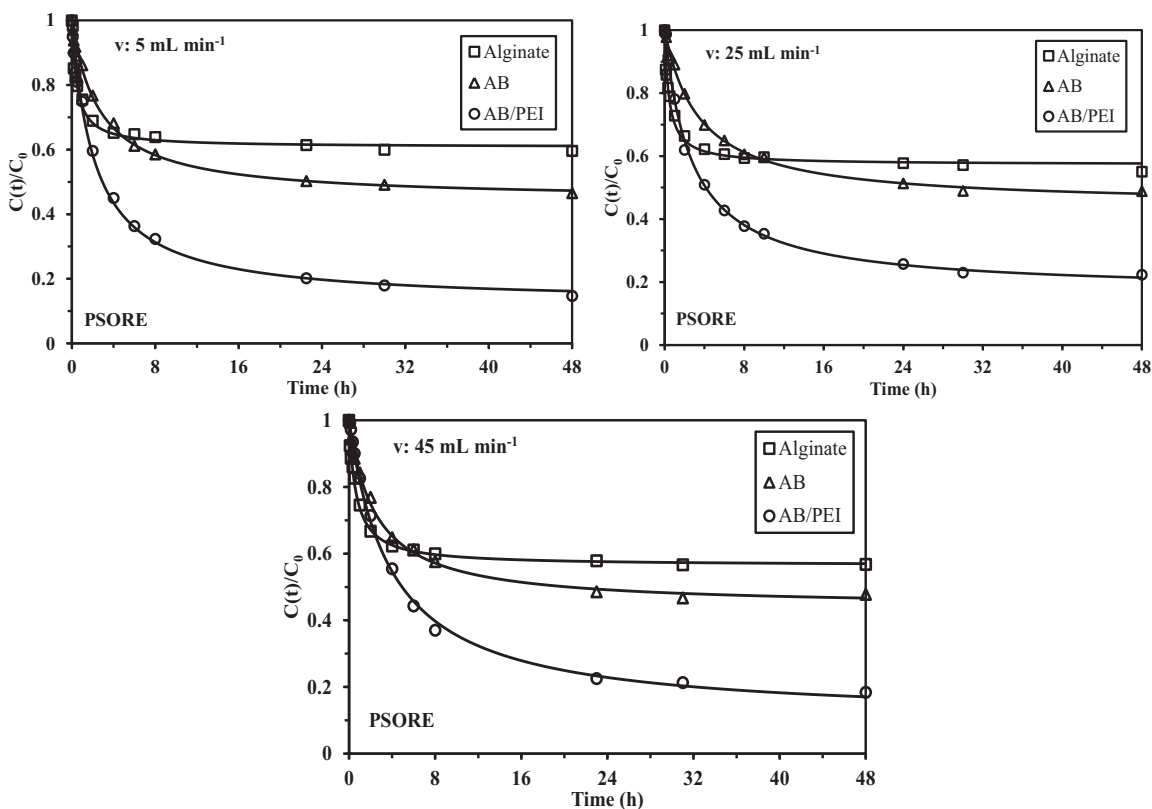 v: 5 mL min⁻¹
Alginate
AB
AB/PEI
C(t)/C₀
1
0.8
0.6
0.4
0.2
0
PSORE
0 8 16 24 32 40 48
Time (h)
v: 25 mL min⁻¹
Alginate
AB
AB/PEI
C(t)/C₀
1
0.8
0.6
0.4
0.2
0
PSORE
0 8 16 24 32 40 48
Time (h)
v: 45 mL min⁻¹
Alginate
AB
AB/PEI
C(t)/C₀
1
0.8
0.6
0.4
0.2
0
PSORE
0 8 16 24 32 40 48
Time (h)